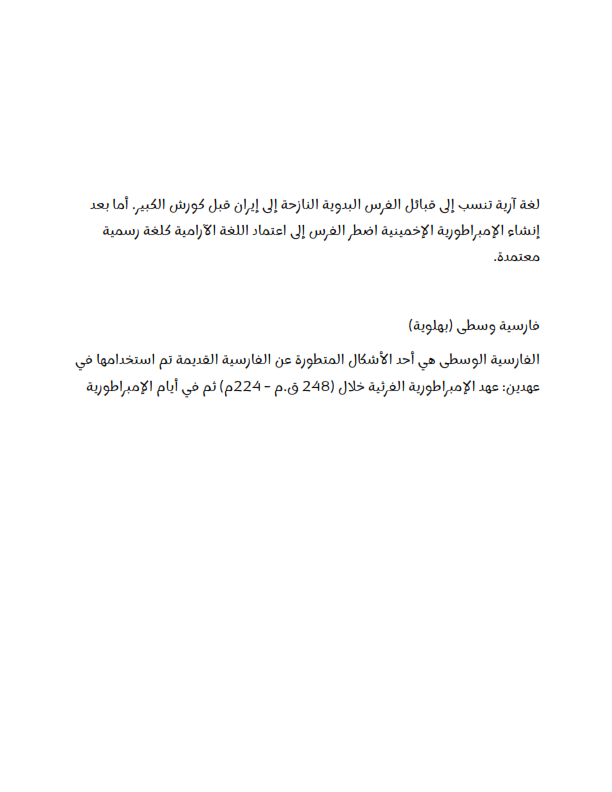 لغة آرية تنسب إلى قبائل الفرس البدوية النازحة إلى إيران قبل كورش الكبير. أما بعد
إنشاء الإمبراطورية الإخمينية اضطر الفرس إلى اعتماد اللغة الآرامية كلغة رسمية
معتمدة.
فارسية وسطى (بهلوية)
الفارسية الوسطى هي أحد الأشكال المتطورة عن الفارسية القديمة تم استخدامها في
عهدين: عهد الإمبراطورية الفرثية خلال (248 ق.م – 224م) ثم في أيام الإمبراطورية